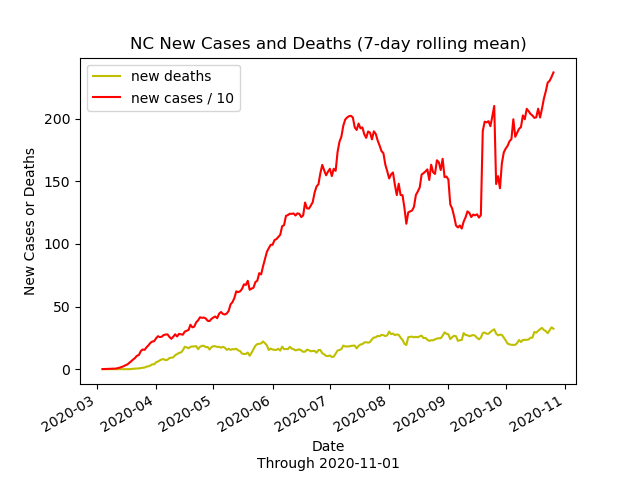 NC New Cases and Deaths (7-day rolling mean)
new deaths
new cases / 10
New Cases or Deaths
200
150
100
50
0
2020-03
2020-04
2020-05
2020-06
2020-07
2020-08
2020-09
2020-10
2020-11
Date
Through 2020-11-01